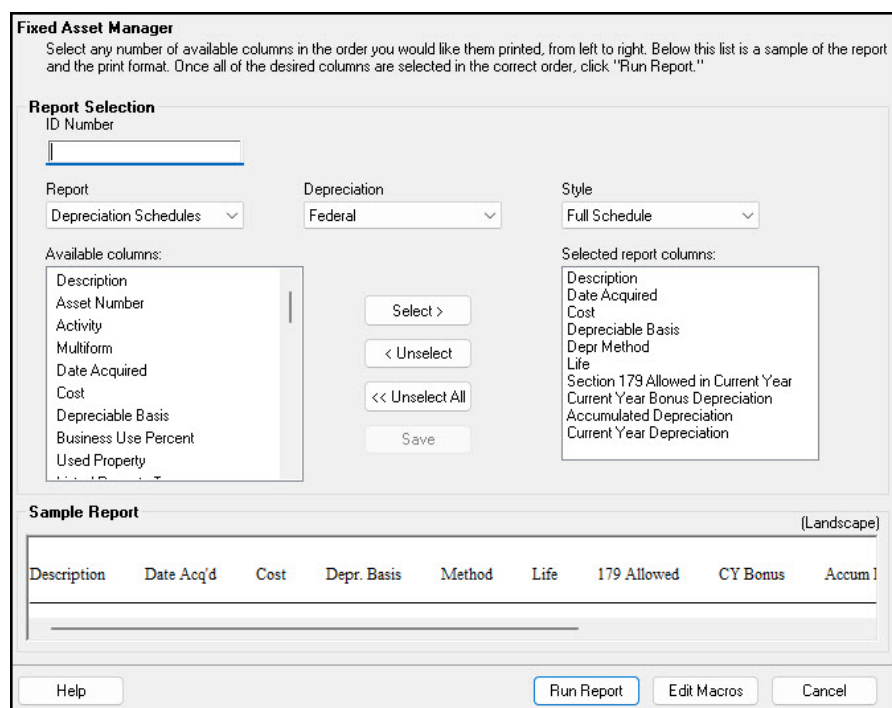 Fixed Asset Manager
Select any number of available columns in the order you would like them printed, from left to right. Below this list is a sample of the report
and the print format. Once all of the desired columns are selected in the correct order, click "Run Report."
Report Selection
ID Number
Report
Depreciation
Style
Depreciation Schedules
Federal
Full Schedule
Available columns:
Description
Asset Number
Activity
Multiform
Date Acquired
Cost
Depreciable Basis
Business Use Percent
Used Property
Select >
< Unselect
<< Unselect All
Save
Selected report columns:
Description
Date Acquired
Cost
Depreciable Basis
Depr Method
Life
Section 179 Allowed in Current Year
Current Year Bonus Depreciation
Accumulated Depreciation
Current Year Depreciation
Sample Report
(Landscape)
Description Date Acq'd Cost Depr. Basis Method Life 179 Allowed CY Bonus Accum
Help
Run Report
Edit Macros
Cancel